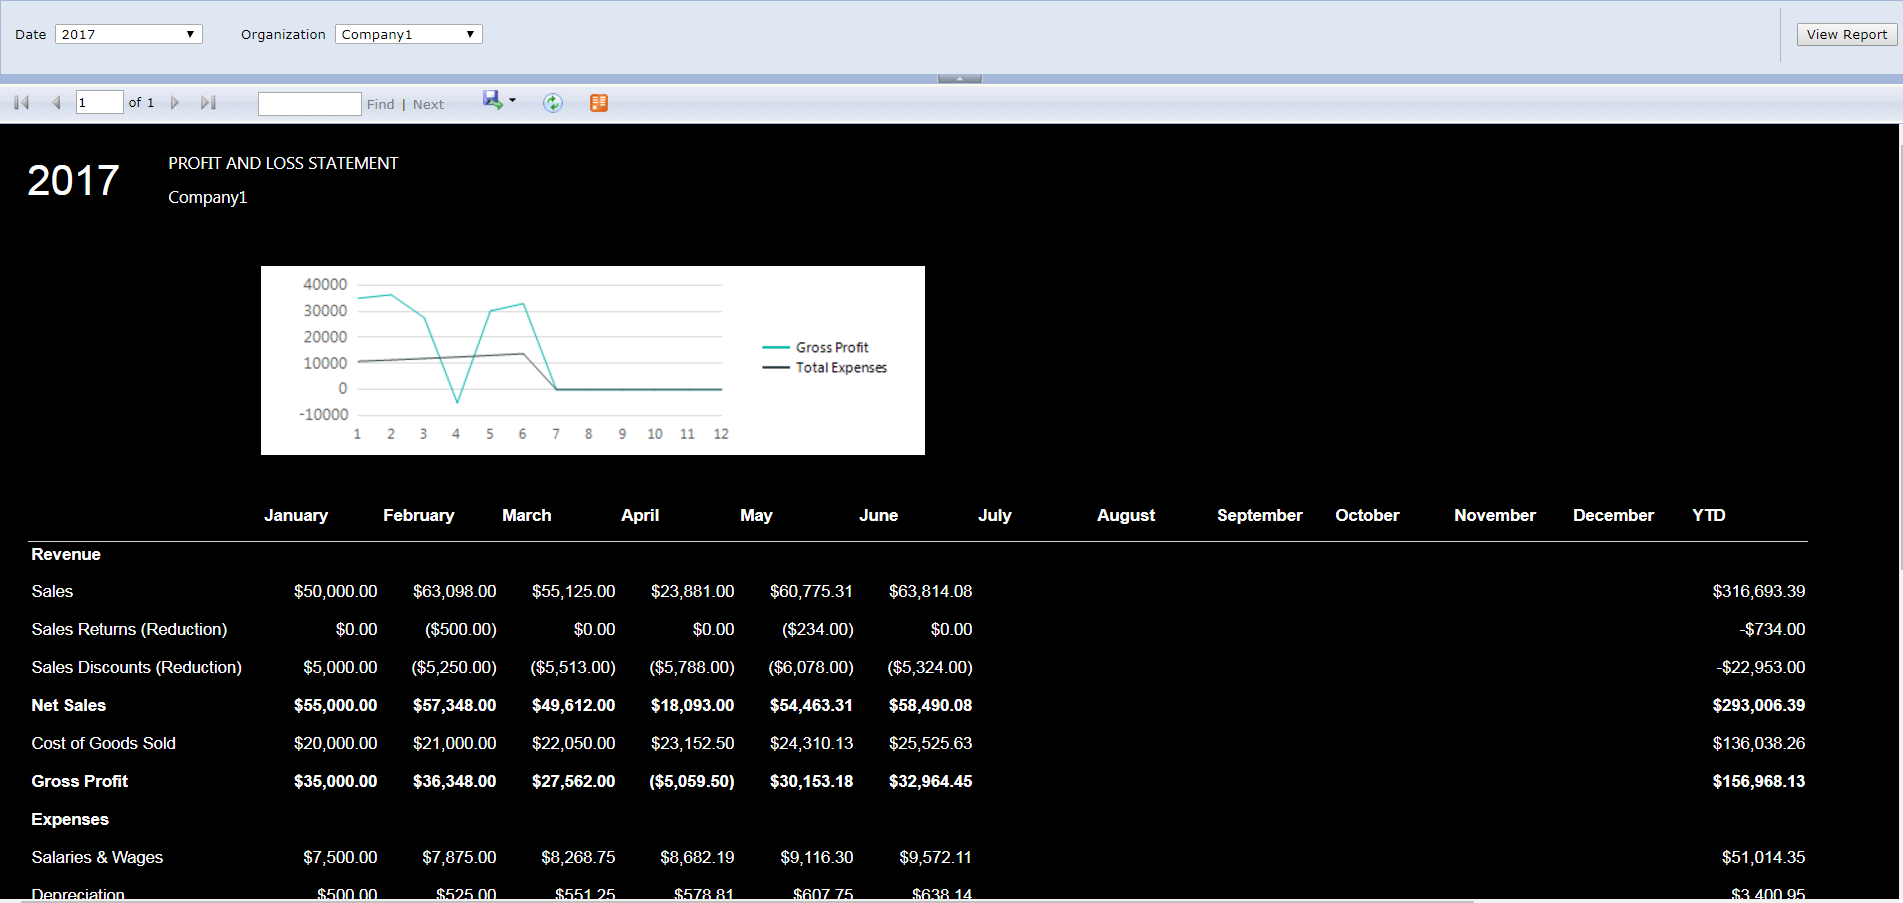 Date 2017 Organization Company1 View Report
1 of 1 Find | Next
2017 PROFIT AND LOSS STATEMENT
Company1
40000
30000
20000
10000
0
-10000
1 2 3 4 5 6 7 8 9 10 11 12
Gross Profit
Total Expenses
January February March April May June July August September October November December YTD
Revenue
Sales $50,000.00 $63,098.00 $55,125.00 $23,881.00 $60,775.31 $63,814.08 $316,693.39
Sales Returns (Reduction) $0.00 ($500.00) $0.00 $0.00 ($234.00) $0.00 -$734.00
Sales Discounts (Reduction) $5,000.00 ($5,250.00) ($5,513.00) ($5,788.00) ($6,078.00) ($5,324.00) -$22,953.00
Net Sales $55,000.00 $57,348.00 $49,612.00 $18,093.00 $54,463.31 $58,490.08 $293,006.39
Cost of Goods Sold $20,000.00 $21,000.00 $22,050.00 $23,152.50 $24,310.13 $25,525.63 $136,038.26
Gross Profit $35,000.00 $36,348.00 $27,562.00 ($5,059.50) $30,153.18 $32,964.45 $156,968.13
Expenses
Salaries & Wages $7,500.00 $7,875.00 $8,268.75 $8,682.19 $9,116.30 $9,572.11 $51,014.35
Depreciation $500.00 $525.00 $551.25 $578.81 $607.75 $638.14 $3,400.95